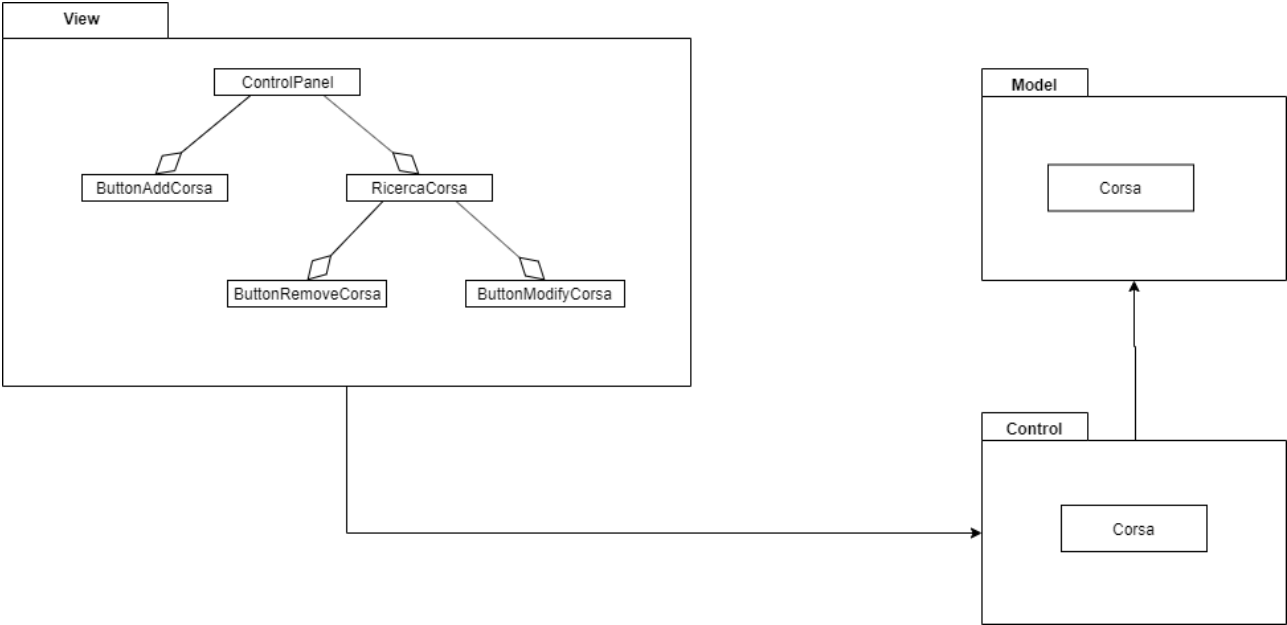 View
ControlPanel
ButtonAddCorsa
RicercaCorsa
ButtonRemoveCorsa
ButtonModifyCorsa
Model
Corsa
Control
Corsa